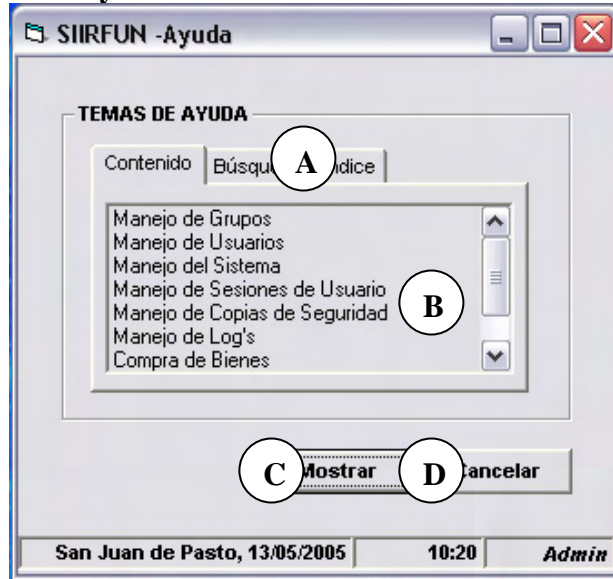 SIIRFUN -Ayuda
TEMAS DE AYUDA
Contenido A
Manejo de Grupos
Manejo de Usuarios
Manejo del Sistema
Manejo de Sesiones de Usuario
Manejo de Copias de Seguridad
Manejo de Log's
Compra de Bienes
B
C Mostrar D Cancelar
San Juan de Pasto, 13/05/2005 10:20 Admin